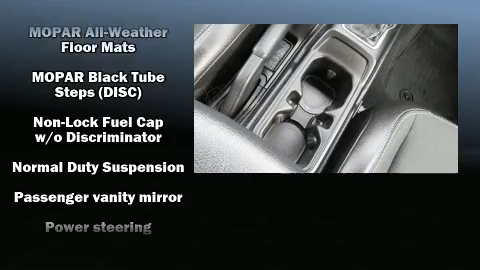 MOPAR All-Weather
Floor Mats
MOPAR Black Tube
Steps (DISC)
Non-Lock Fuel Cap
w/o Discriminator
Normal Duty Suspension
Passenger vanity mirror
Power steering